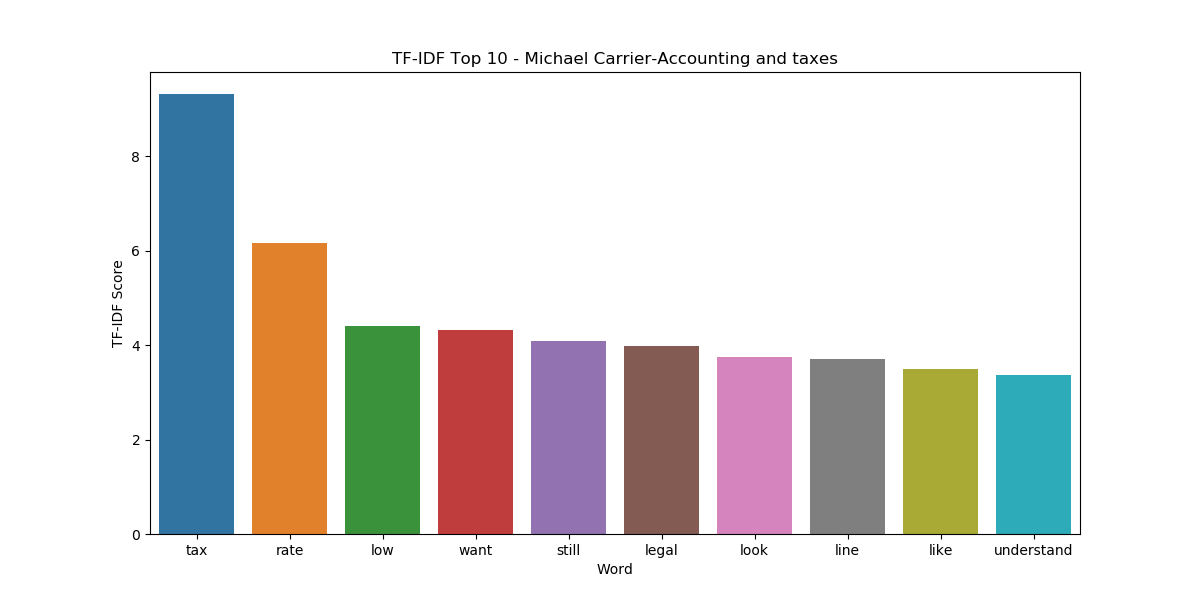 TF-IDF Top 10 - Michael Carrier-Accounting and taxes
TF-IDF Score
8
6
4
2
0
tax rate low want still legal look line like understand
Word